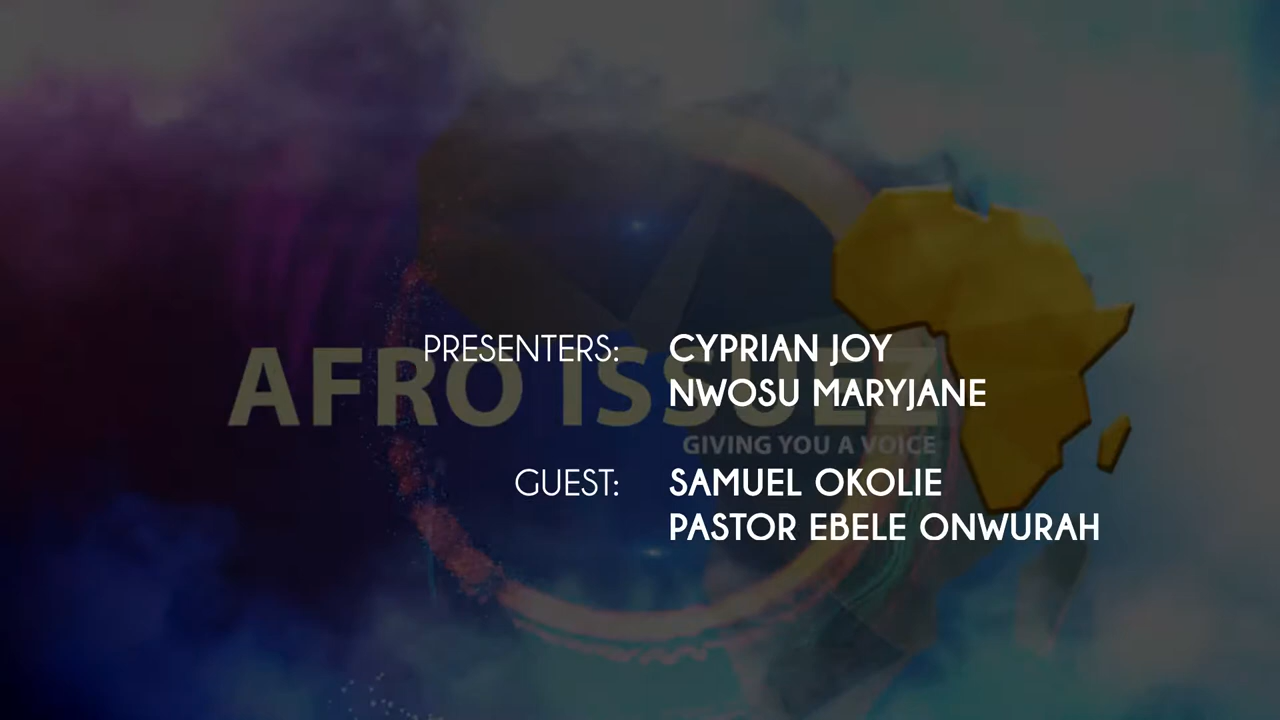 PRESENTERS: CYPRIAN JOY
AFRO ISSUEZ
NWOSU MARYJANE
GIVING YOU A VOICE
GUEST: SAMUEL OKOLIE
PASTOR EBELE ONWURAH